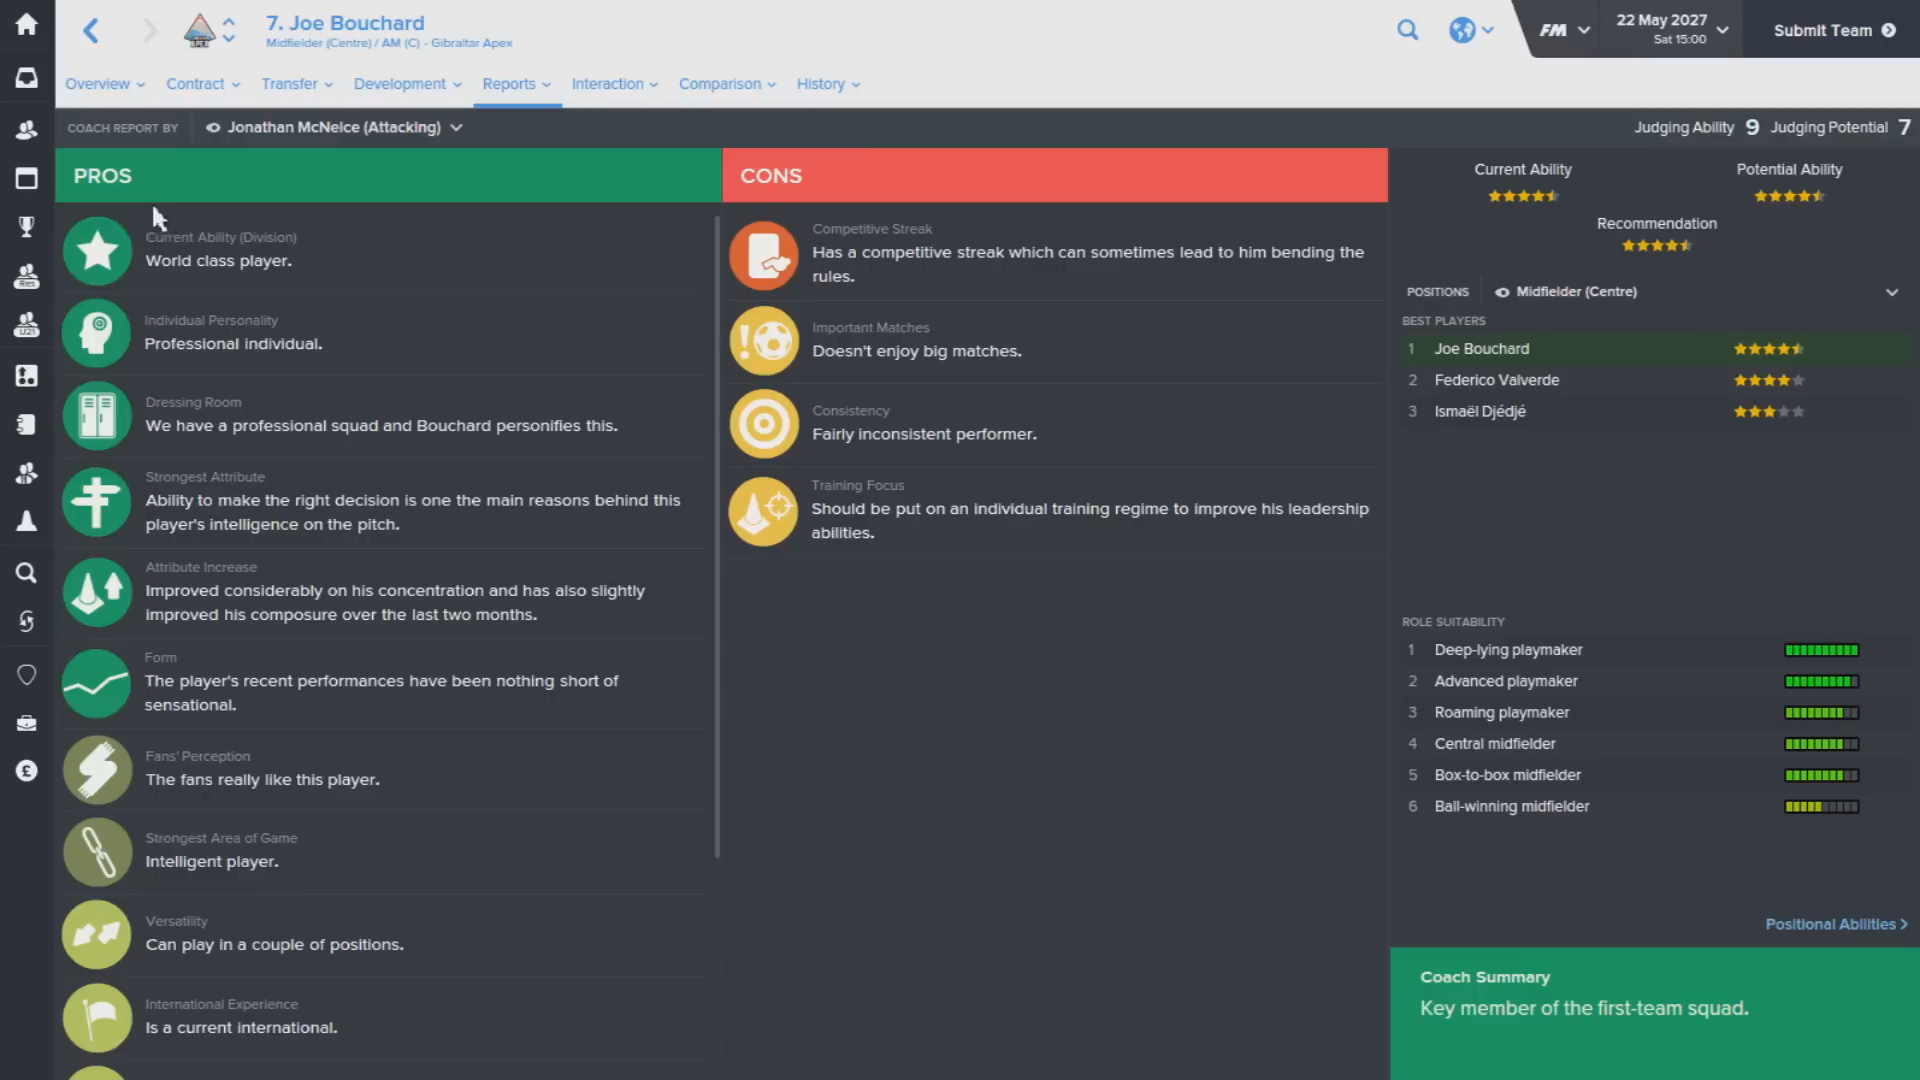 7. Joe Bouchard
Midfielder (Centre) / AM (C) - Gibraltar Apex
FM
22 May 2027
Sat 15:00
Submit Team
Overview
Contract
Transfer
Development
Reports
Interaction
Comparison
History
COACH REPORT BY
Jonathan McNeice (Attacking)
Judging Ability 9 Judging Potential 7
PROS
Current Ability (Division)
World class player.
Individual Personality
Professional individual.
Dressing Room
We have a professional squad and Bouchard personifies this.
Strongest Attribute
Ability to make the right decision is one the main reasons behind this
player's intelligence on the pitch.
Attribute Increase
Improved considerably on his concentration and has also slightly
improved his composure over the last two months.
Form
The player's recent performances have been nothing short of
sensational.
Fans' Perception
The fans really like this player.
Strongest Area of Game
Intelligent player.
Versatility
Can play in a couple of positions.
International Experience
Is a current international.
CONS
Competitive Streak
Has a competitive streak which can sometimes lead to him bending the
rules.
Important Matches
Doesn't enjoy big matches.
Consistency
Fairly inconsistent performer.
Training Focus
Should be put on an individual training regime to improve his leadership
abilities.
Current Ability
Potential Ability
Recommendation
POSITIONS
Midfielder (Centre)
BEST PLAYERS
1 Joe Bouchard
2 Federico Valverde
3 Ismaël Djédjé
ROLE SUITABILITY
1 Deep-lying playmaker
2 Advanced playmaker
3 Roaming playmaker
4 Central midfielder
5 Box-to-box midfielder
6 Ball-winning midfielder
Positional Abilities >
Coach Summary
Key member of the first-team squad.
Res
U21